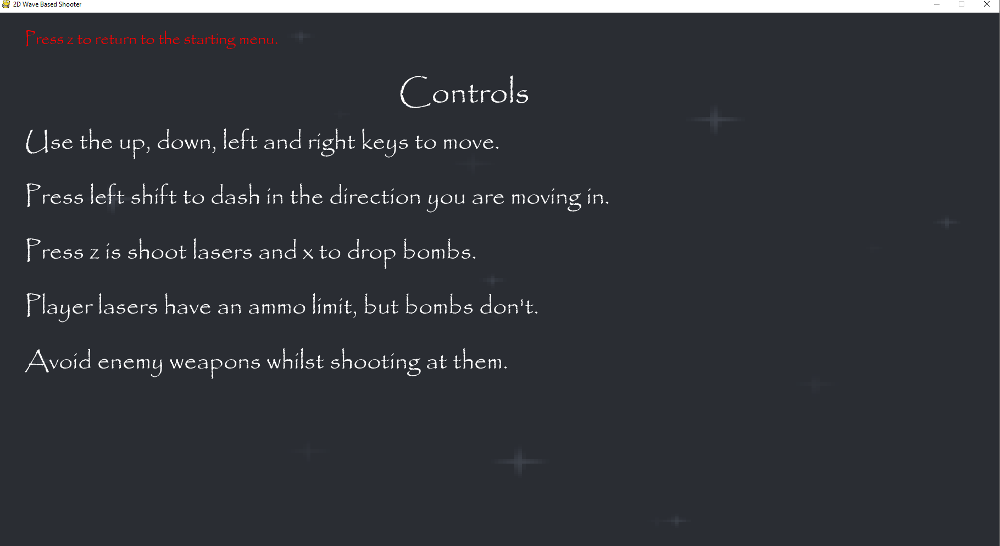 2D Wave Based Shooter
Press z to return to the starting menu.
Controls
Use the up, down, left and right keys to move.
Press left shift to dash in the direction you are moving in.
Press z is shoot lasers and x to drop bombs.
Player lasers have an ammo limit, but bombs don't.
Avoid enemy weapons whilst shooting at them.